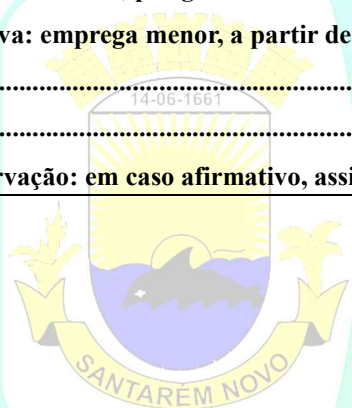 va: emprega menor, a partir de
........................................................
14-06-1661
........................................................
rvação: em caso afirmativo, assi
SANTARÉM NOVO